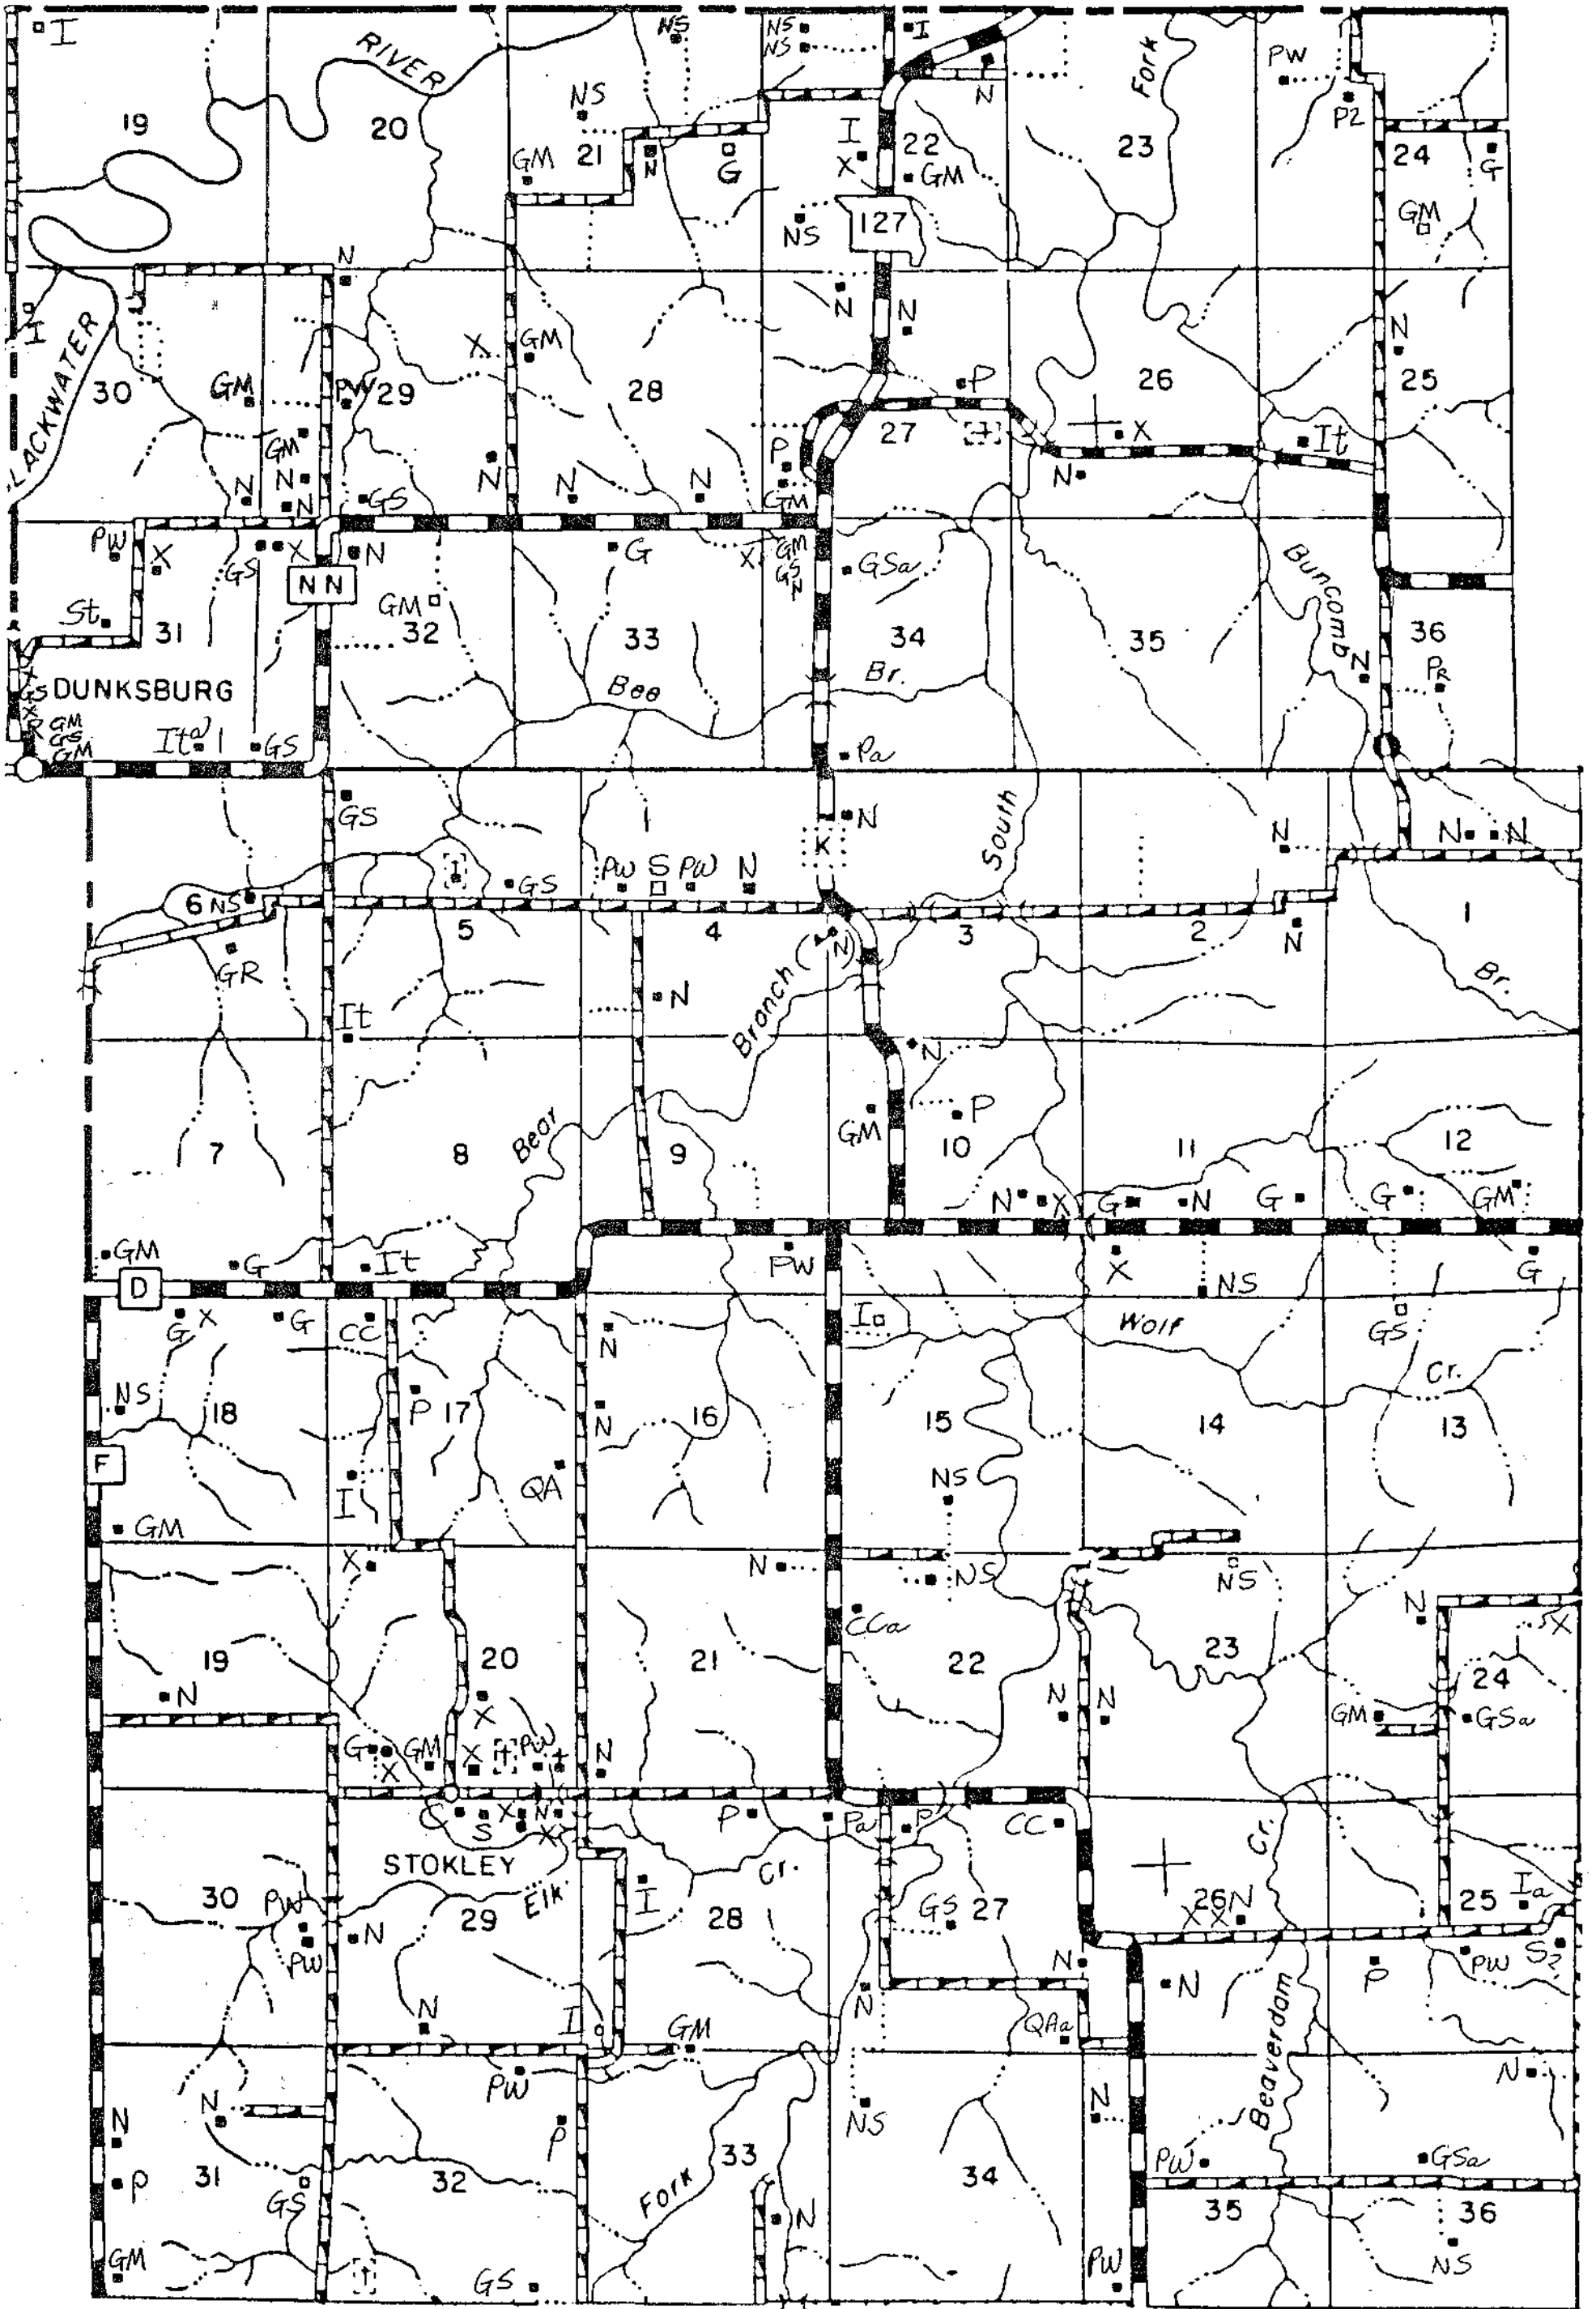 I
RIVER
NS
NS
NS
I
Fork
PW
19
20
NS
N
P2
GM
21
N
G
I
X
22
GM
23
24
G
NS
127
GM
N
I
N
N
LACKWATER
30
GM
PW
29
X
GM
28
N
26
25
P
GM
27
X
It
N
N
N
GS
N
N
N
P
GM
N
PW
X
GS
X
N
G
X
GM
GS
N
GSa
Buncomb
NN
St
31
GM
32
33
34
35
36
N
PR
DUNKSBURG
Bee
Br.
X
GS
X
R
GM
GS
GM
Ita
1
GS
Pa
GS
N
K
South
N
N
N
GS
PW
S
PW
N
6
NS
5
4
3
2
1
N
GR
N
N
Branch
Br.
It
N
GM
P
7
8
Bear
9
10
11
12
N
X
G
N
G
G
GM
GM
G
It
PW
X
NS
G
D
G
X
G
CC
N
I
Wolf
GS
Cr.
NS
18
P
17
N
16
15
14
13
F
I
QA
NS
GM
X
N
NS
NS
N
X
CCa
19
20
21
22
23
24
N
X
N
N
GM
GSa
G
X
GM
X
PW
N
C
S
X
N
X
P
Pa
P
CC
Cr.
STOKLEY
Cr.
30
PW
29
Elk
I
28
GS
27
X
X
26
N
25
Ia
PW
N
N
PW
S?
P
N
N
N
I
GM
QAa
Beaverdam
PW
N
N
N
P
NS
N
33
PW
GSa
P
31
32
34
GS
Fork
N
35
36
GM
GS
PW
NS